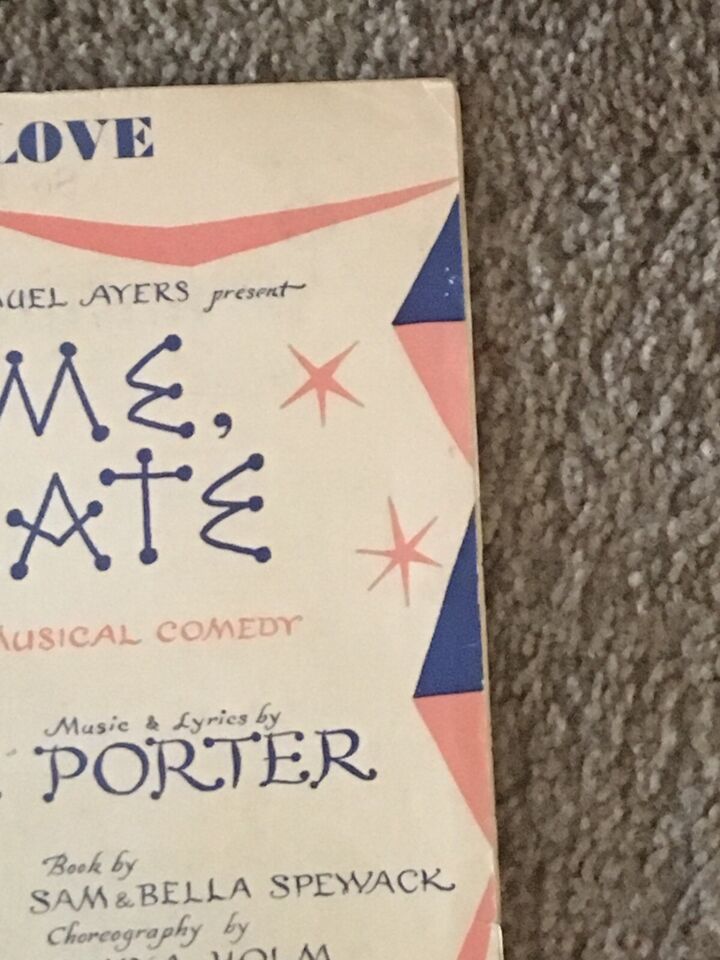 LOVE
UEL AYERS present
ME,
ATE
MUSICAL COMEDY
Music & Lyrics by
PORTER
Book by
SAM & BELLA SPEWACK
Choreography by
HOLM